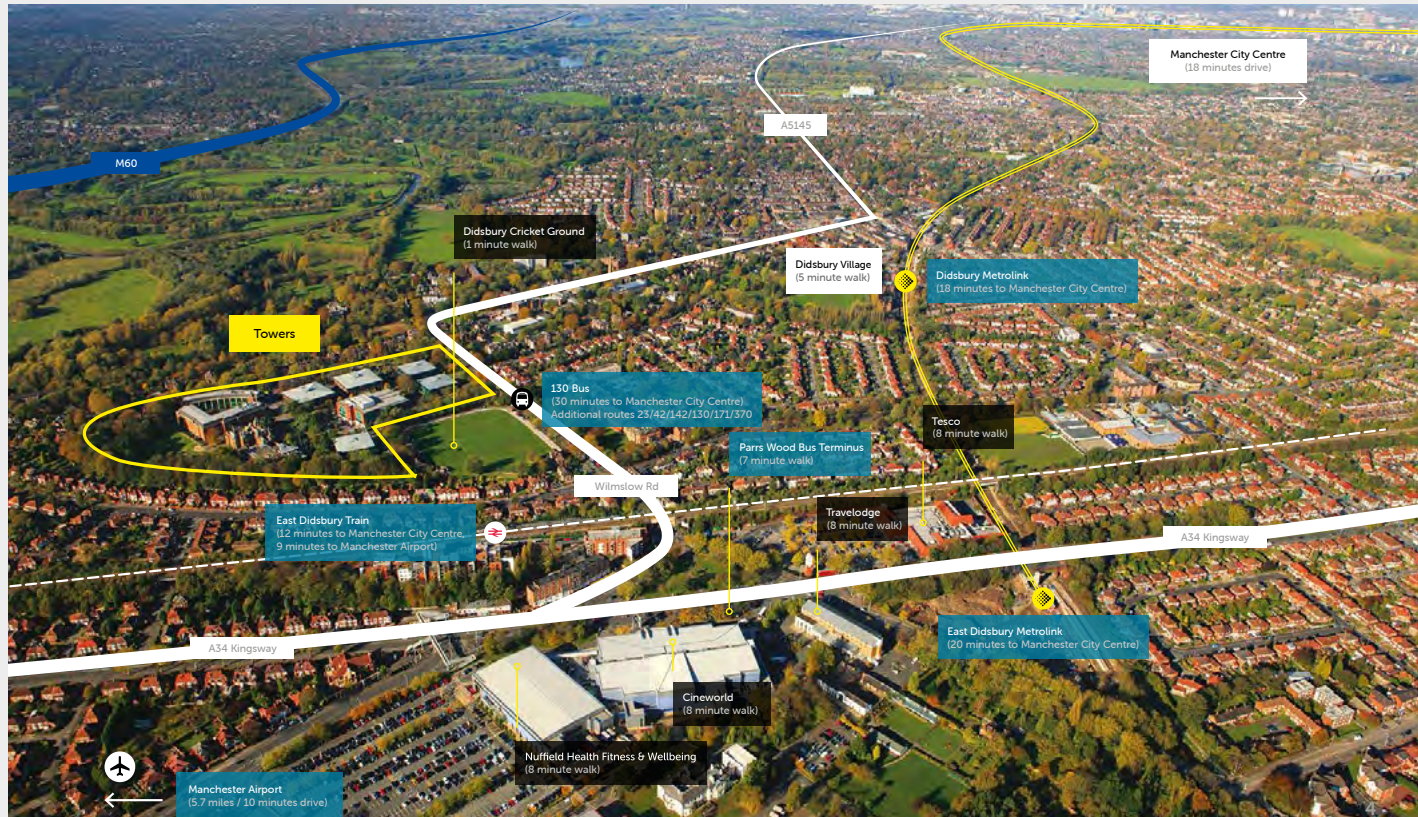 Manchester City Centre
(18 minutes drive)
A5145
M60
Didsbury Cricket Ground
(1 minute walk)
Didsbury Village
(5 minute walk)
Didsbury Metrolink
(18 minutes to Manchester City Centre)
Towers
130 Bus
(30 minutes to Manchester City Centre)
Additional routes 23/42/142/130/171/370
Tesco
(8 minute walk)
Parrs Wood Bus Terminus
(7 minute walk)
Wilmslow Rd
Travelodge
(8 minute walk)
East Didsbury Train
(12 minutes to Manchester City Centre,
9 minutes to Manchester Airport)
A34 Kingsway
East Didsbury Metrolink
(20 minutes to Manchester City Centre)
A34 Kingsway
Cineworld
(8 minute walk)
Nuffield Health Fitness & Wellbeing
(8 minute walk)
Manchester Airport
(5.7 miles / 10 minutes drive)
4